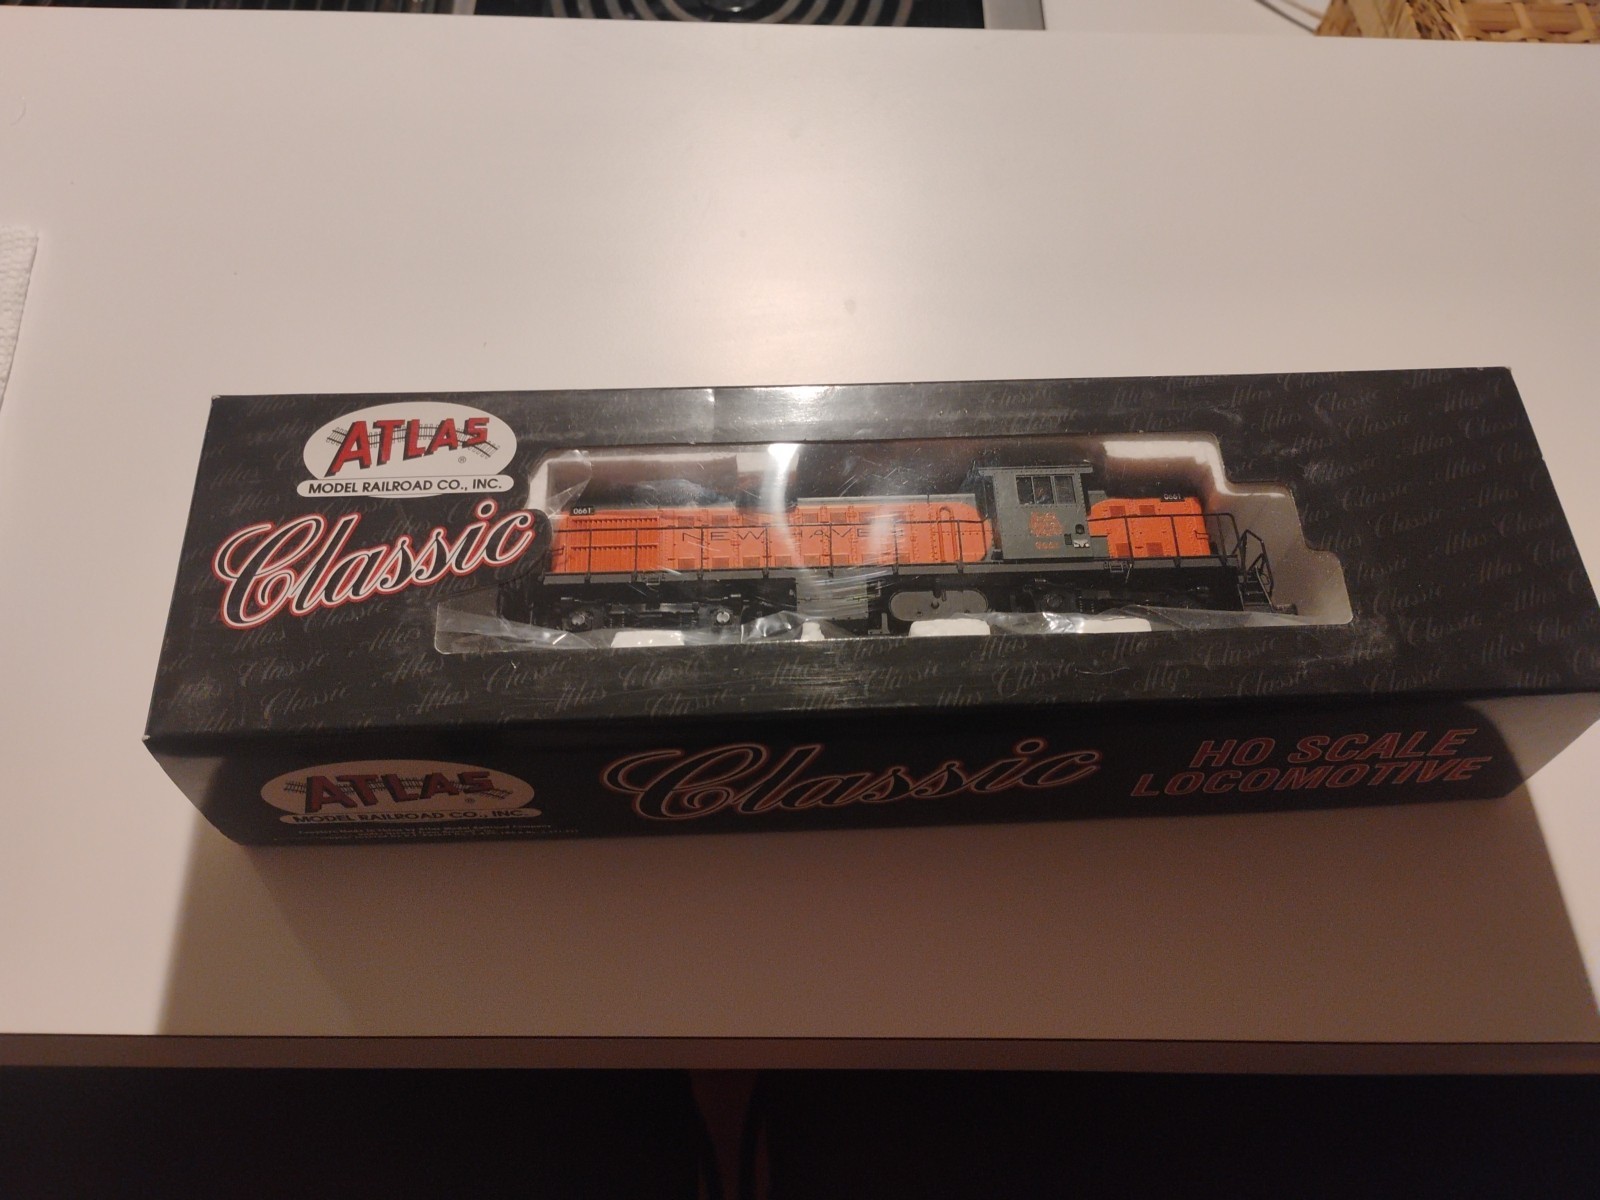 ATLAS
®
MODEL RAILROAD CO., INC.
Classic
0661
NEW HAVEN
0661
0661
ATLAS
®
MODEL RAILROAD CO., INC.
Classic
HO SCALE
LOCOMOTIVE